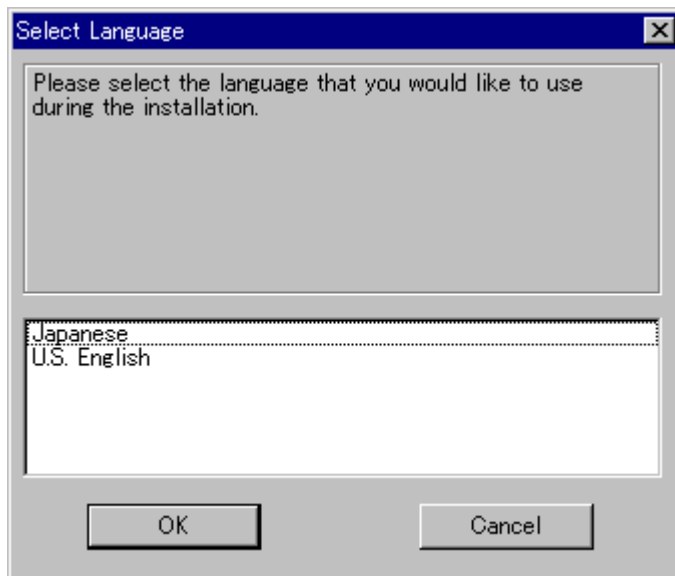 Select Language
Please select the language that you would like to use
during the installation.
Japanese
U.S. English
OK
Cancel